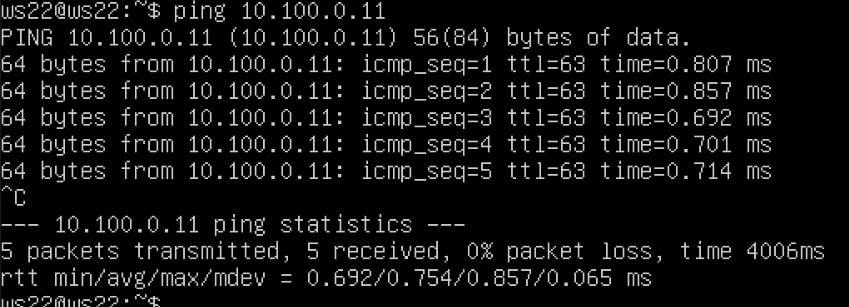 ws22@ws22:~$ ping 10.100.0.11
PING 10.100.0.11 (10.100.0.11) 56(84) bytes of data.
64 bytes from 10.100.0.11: icmp_seq=1 ttl=63 time=0.807 ms
64 bytes from 10.100.0.11: icmp_seq=2 ttl=63 time=0.857 ms
64 bytes from 10.100.0.11: icmp_seq=3 ttl=63 time=0.692 ms
64 bytes from 10.100.0.11: icmp_seq=4 ttl=63 time=0.701 ms
64 bytes from 10.100.0.11: icmp_seq=5 ttl=63 time=0.714 ms
^C
--- 10.100.0.11 ping statistics ---
5 packets transmitted, 5 received, 0% packet loss, time 4006ms
rtt min/avg/max/mdev = 0.692/0.754/0.857/0.065 ms
ws22@ws22:~$